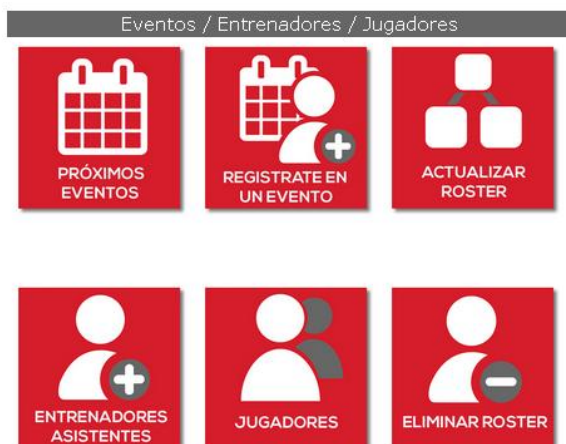 Eventos / Entrenadores / Jugadores
PRÓXIMOS
EVENTOS
REGISTRATE EN
UN EVENTO
ACTUALIZAR
ROSTER
ENTRENADORES
ASISTENTES
JUGADORES
ELIMINAR ROSTER